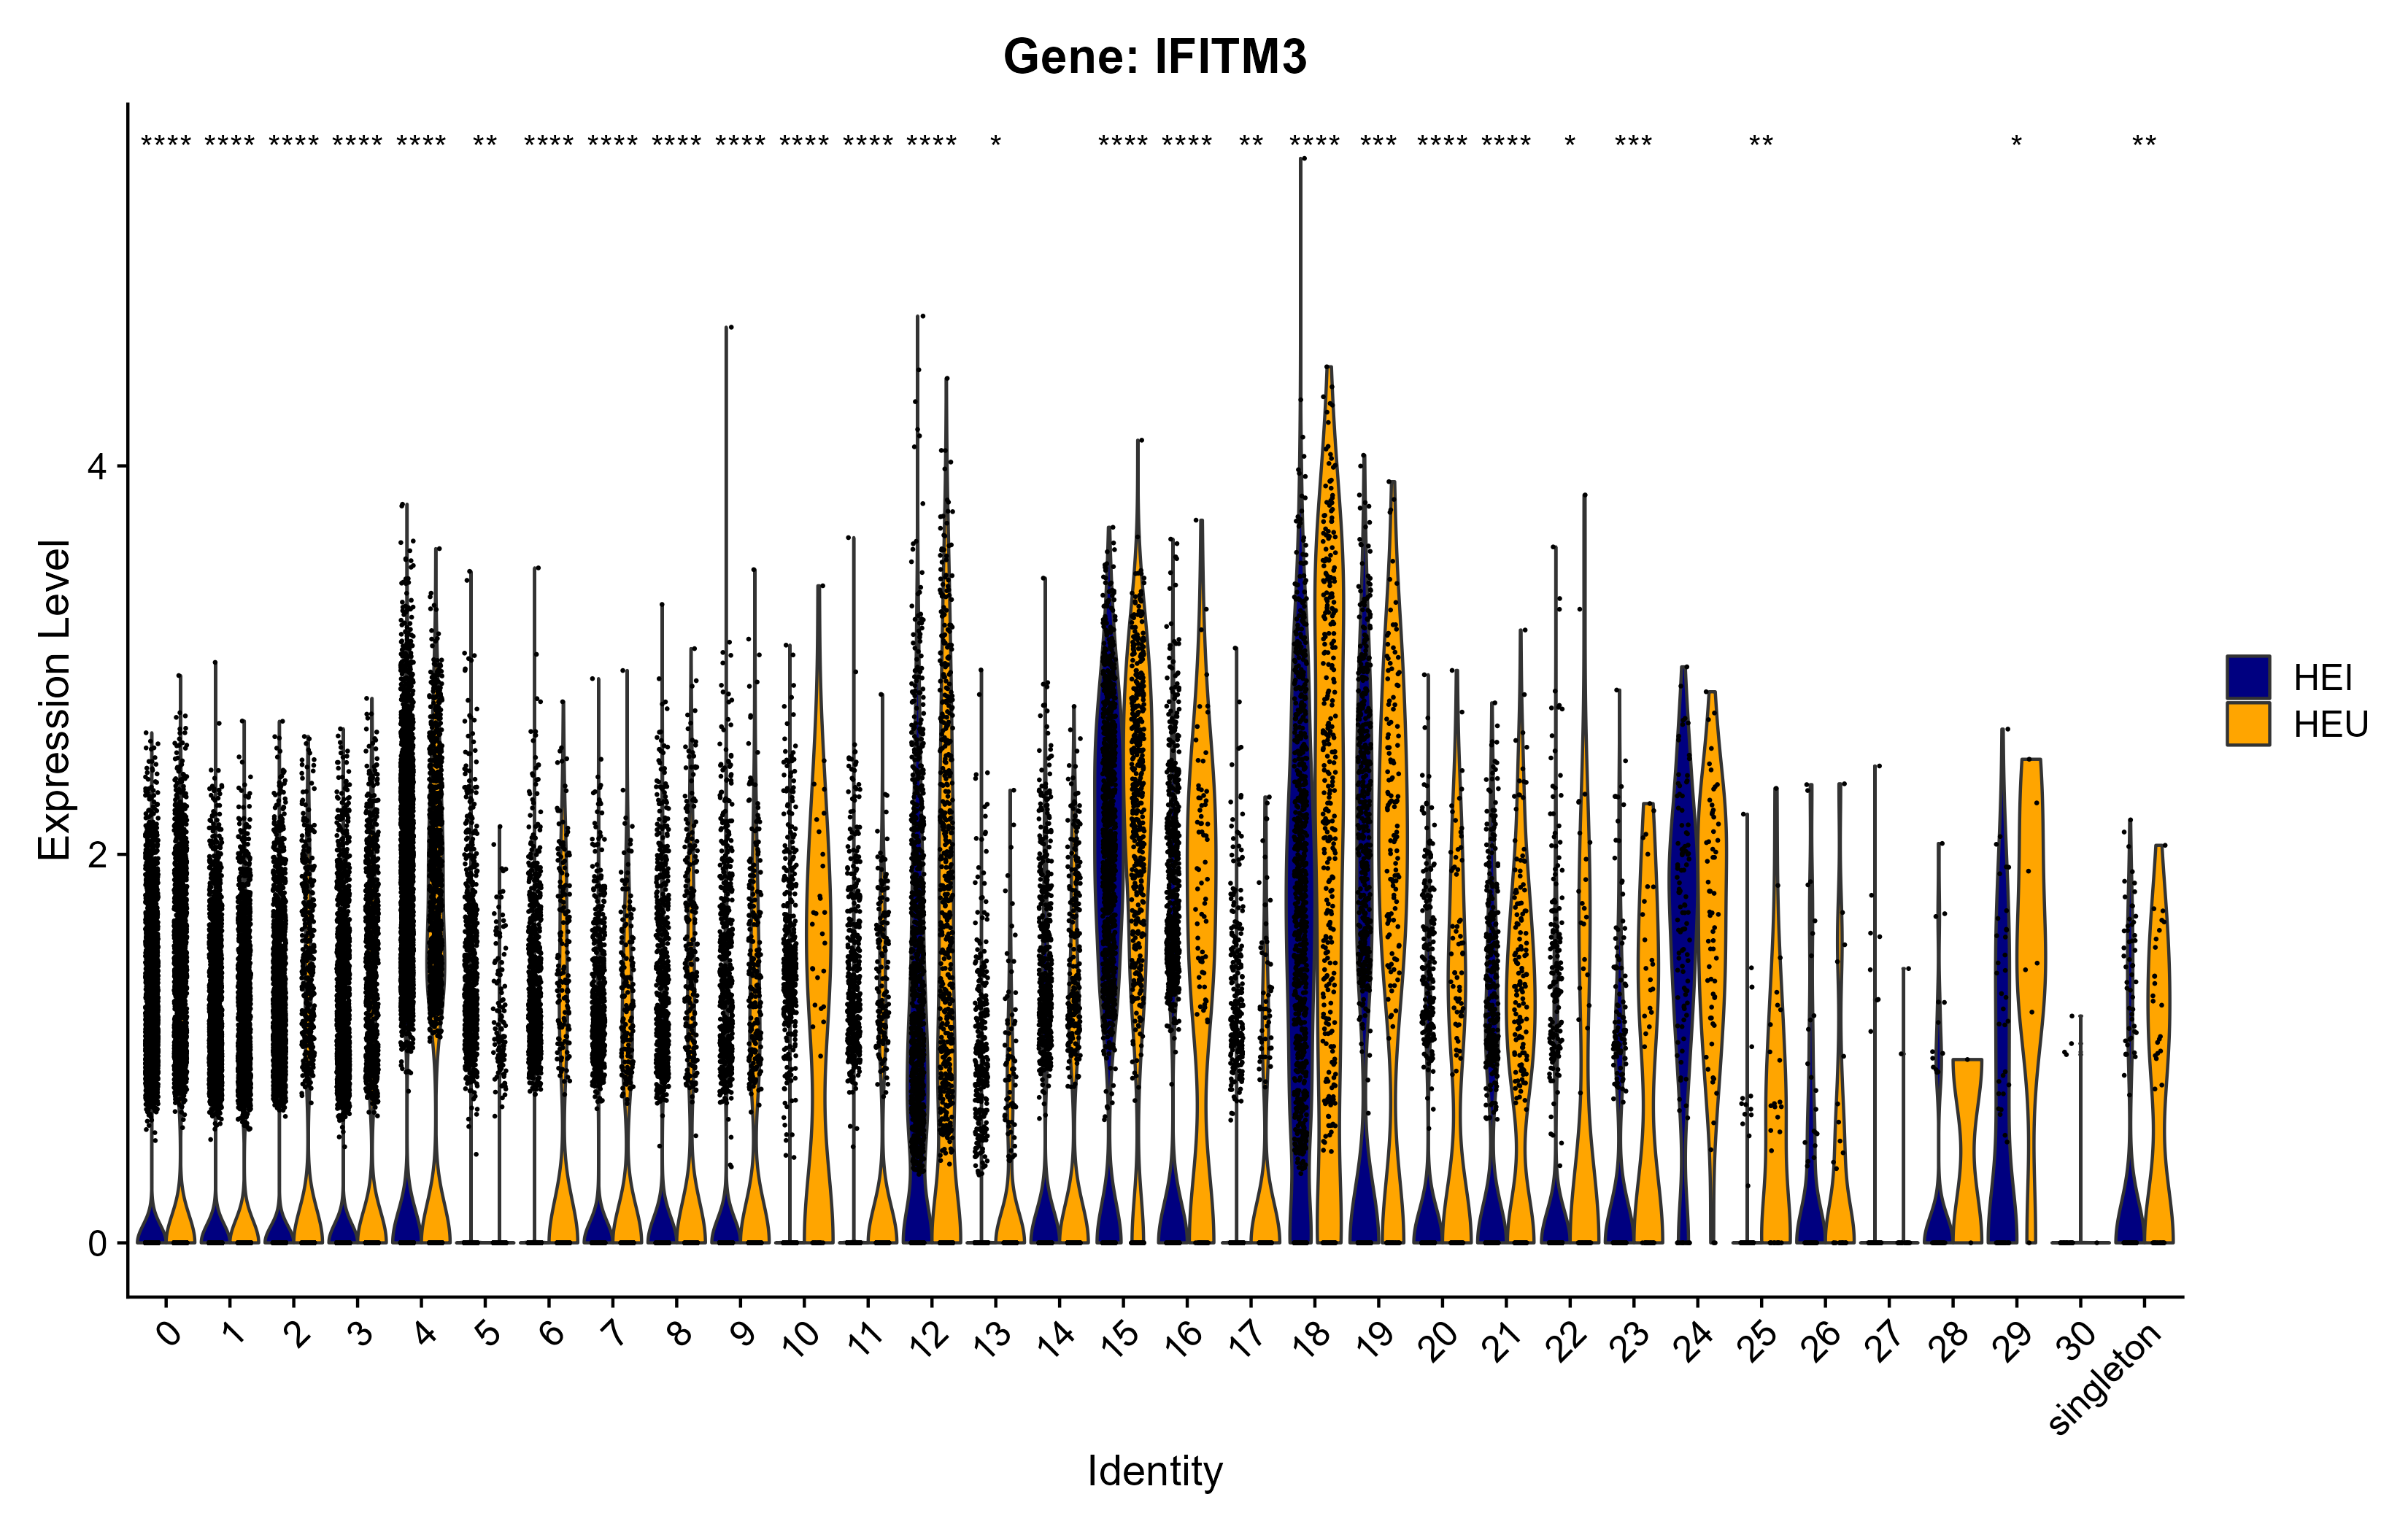 Gene: IFITM3
**** **** **** **** **** ** **** **** **** **** **** **** **** * **** **** ** **** *** **** **** * *** ** * **
Expression Level
4
2
0
HEI
HEU
0 1 2 3 4 5 6 7 8 9 10 11 12 13 14 15 16 17 18 19 20 21 22 23 24 25 26 27 28 29 30 singleton
Identity